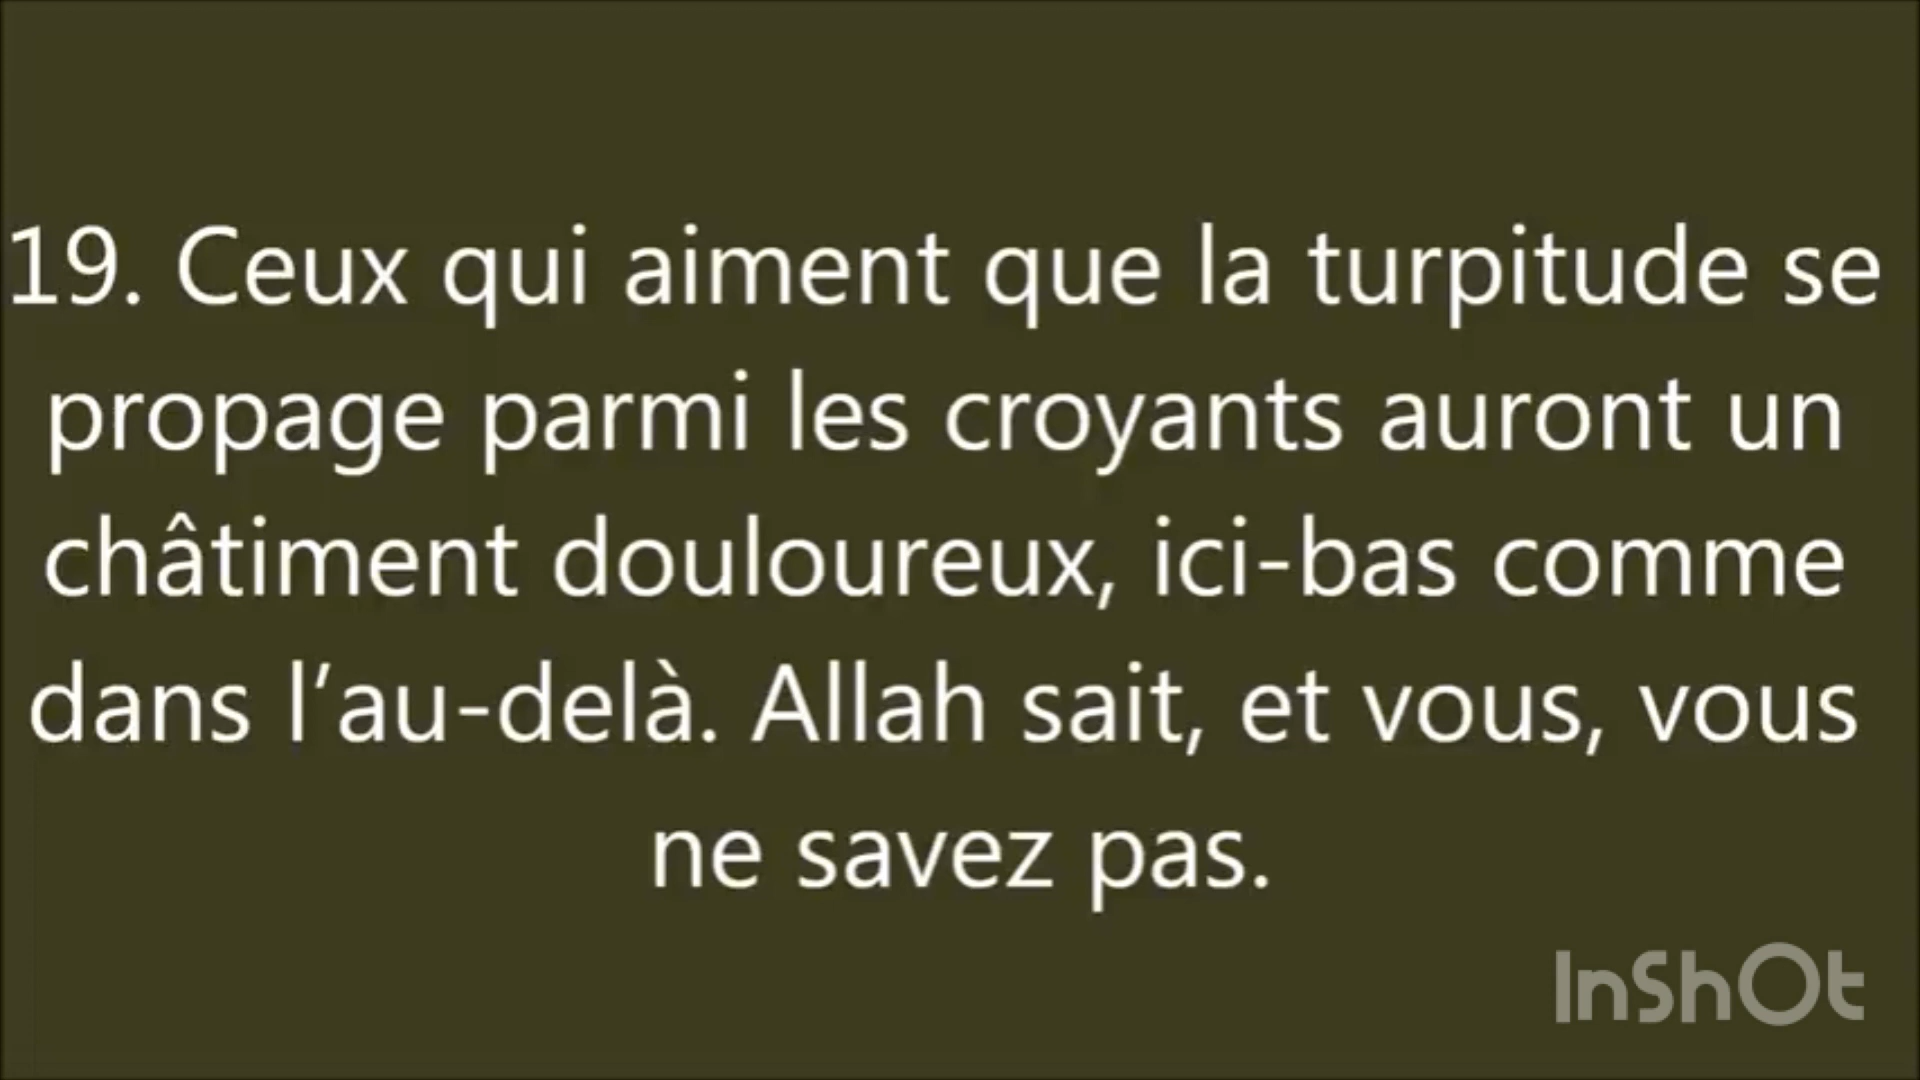 19. Ceux qui aiment que la turpitude se
propage parmi les croyants auront un
châtiment douloureux, ici-bas comme
dans l’au-delà. Allah sait, et vous, vous
ne savez pas.
InShOt